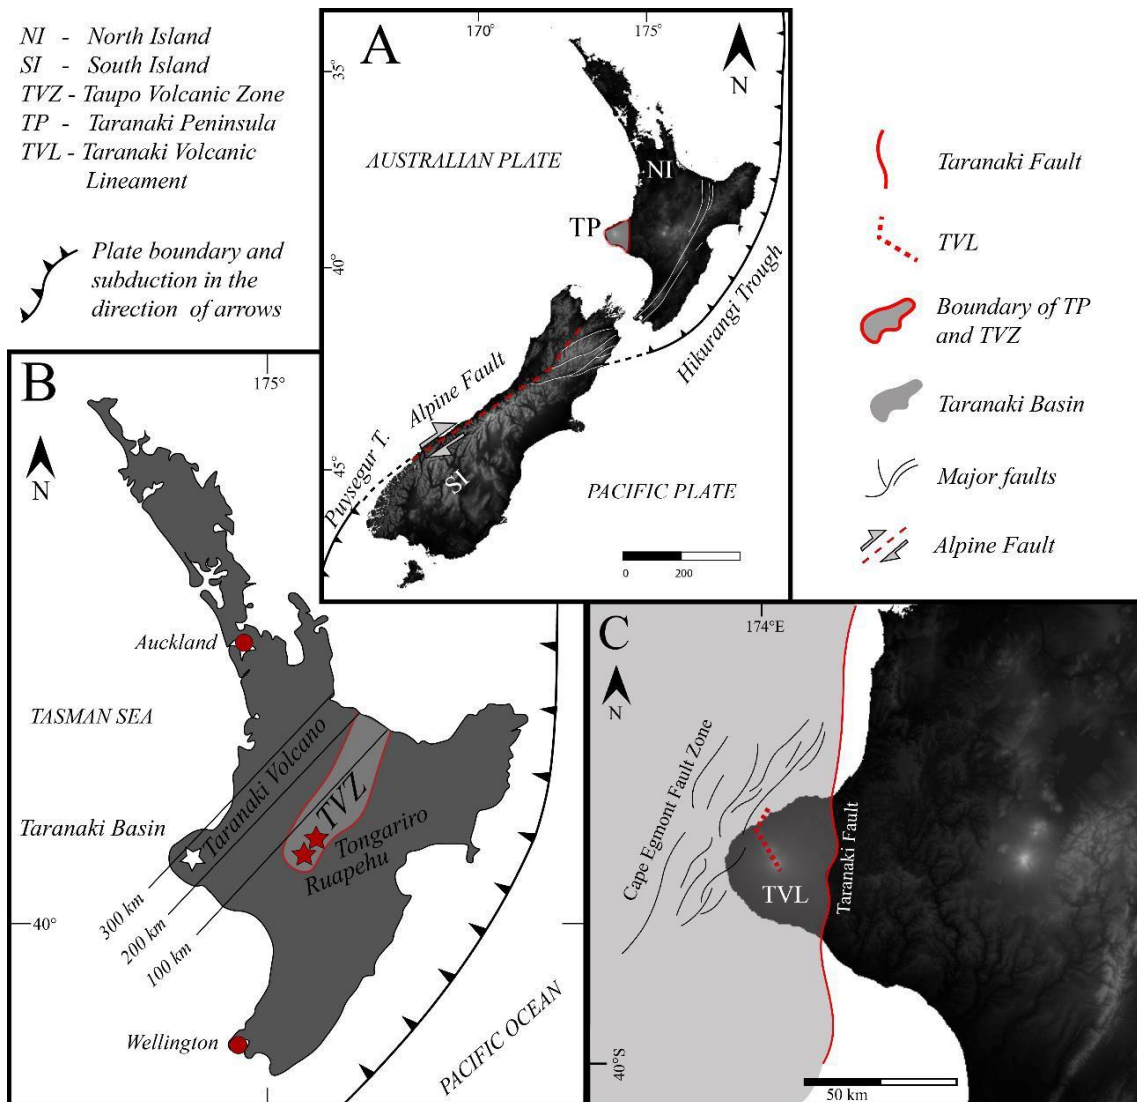 NI - North Island
SI - South Island
TVZ - Taupo Volcanic Zone
TP - Taranaki Peninsula
TVL - Taranaki Volcanic
Lineament
Plate boundary and
subduction in the
direction of arrows
A
170°
175°
35°
N
AUSTRALIAN PLATE
NI
TP
40°
Hikurangi Trough
Alpine Fault
Puysegur T.
45°
SI
PACIFIC PLATE
0 200
Taranaki Fault
TVL
Boundary of TP
and TVZ
Taranaki Basin
Major faults
Alpine Fault
B
175°
N
Auckland
TASMAN SEA
Taranaki Volcano
TVZ
Taranaki Basin
Tongariro
Ruapehu
300 km
200 km
100 km
40°
Wellington
PACIFIC OCEAN
C
174°E
N
Cape Egmont Fault Zone
Taranaki Fault
TVL
40°S
50 km